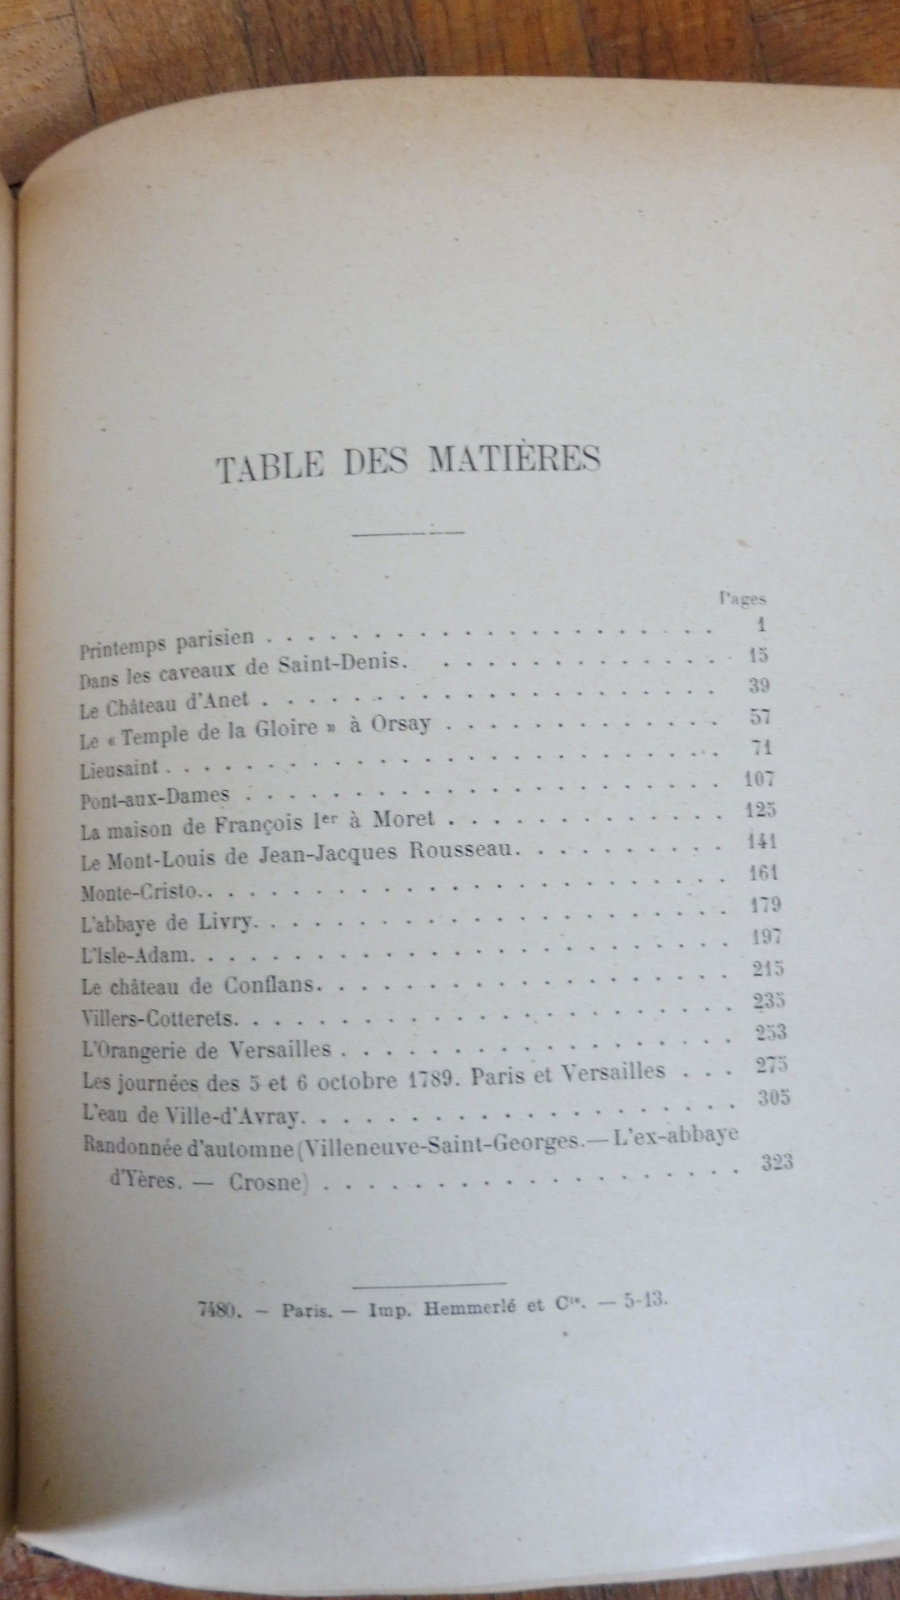 TABLE DES MATIÈRES
Pages
Printemps parisien . . . . . . . . . . . . . . . . . 1
Dans les caveaux de Saint-Denis. . . . . . . . . . . . 15
Le Château d'Anet . . . . . . . . . . . . . . . . . 39
Le « Temple de la Gloire » à Orsay . . . . . . . . . . . 57
Lieusaint . . . . . . . . . . . . . . . . . . . . . 71
Pont-aux-Dames . . . . . . . . . . . . . . . . . . 107
La maison de François Ier à Moret . . . . . . . . . . . 125
Le Mont-Louis de Jean-Jacques Rousseau. . . . . . . . . 141
Monte-Cristo. . . . . . . . . . . . . . . . . . . . 161
L'abbaye de Livry. . . . . . . . . . . . . . . . . . 179
L'Isle-Adam. . . . . . . . . . . . . . . . . . . . . 197
Le château de Conflans. . . . . . . . . . . . . . . . 215
Villers-Cotterets. . . . . . . . . . . . . . . . . . . 235
L'Orangerie de Versailles . . . . . . . . . . . . . . . 253
Les journées des 5 et 6 octobre 1789. Paris et Versailles . . . 275
L'eau de Ville-d'Avray. . . . . . . . . . . . . . . . . 305
Randonnée d'automne (Villeneuve-Saint-Georges. — L'ex-abbaye
d'Yères. — Crosne) . . . . . . . . . . . . . . . . . 323
7480. — Paris. — Imp. Hemmerlé et Cie. — 5-13.